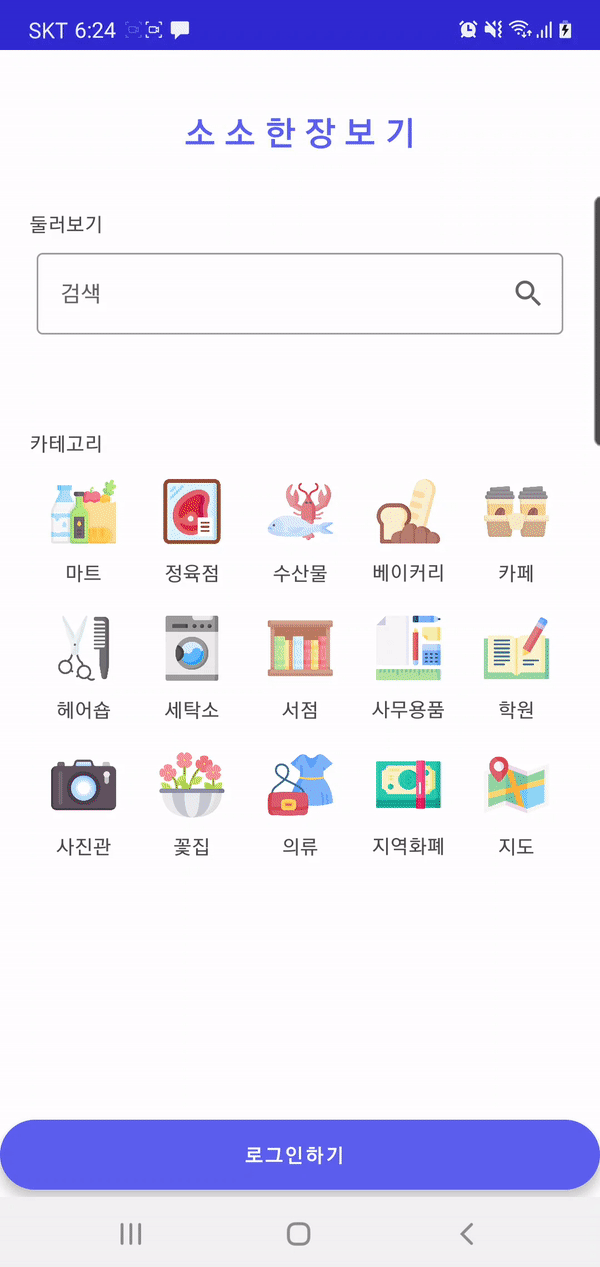 SKT 6:24
소소한장보기
둘러보기
검색
카테고리
마트 정육점 수산물 베이커리 카페
헤어숍 세탁소 서점 사무용품 학원
사진관 꽃집 의류 지역화폐 지도
로그인하기